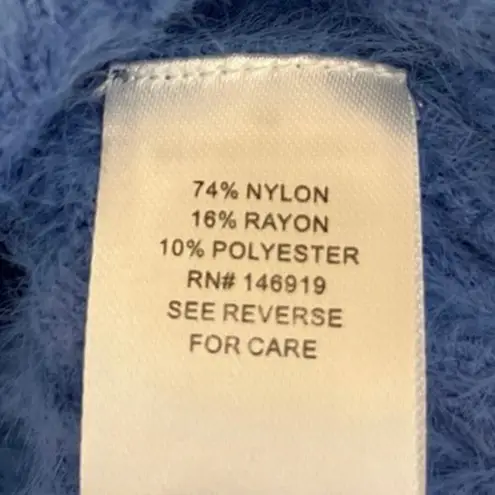 74% NYLON
16% RAYON
10% POLYESTER
RN# 146919
SEE REVERSE
FOR CARE